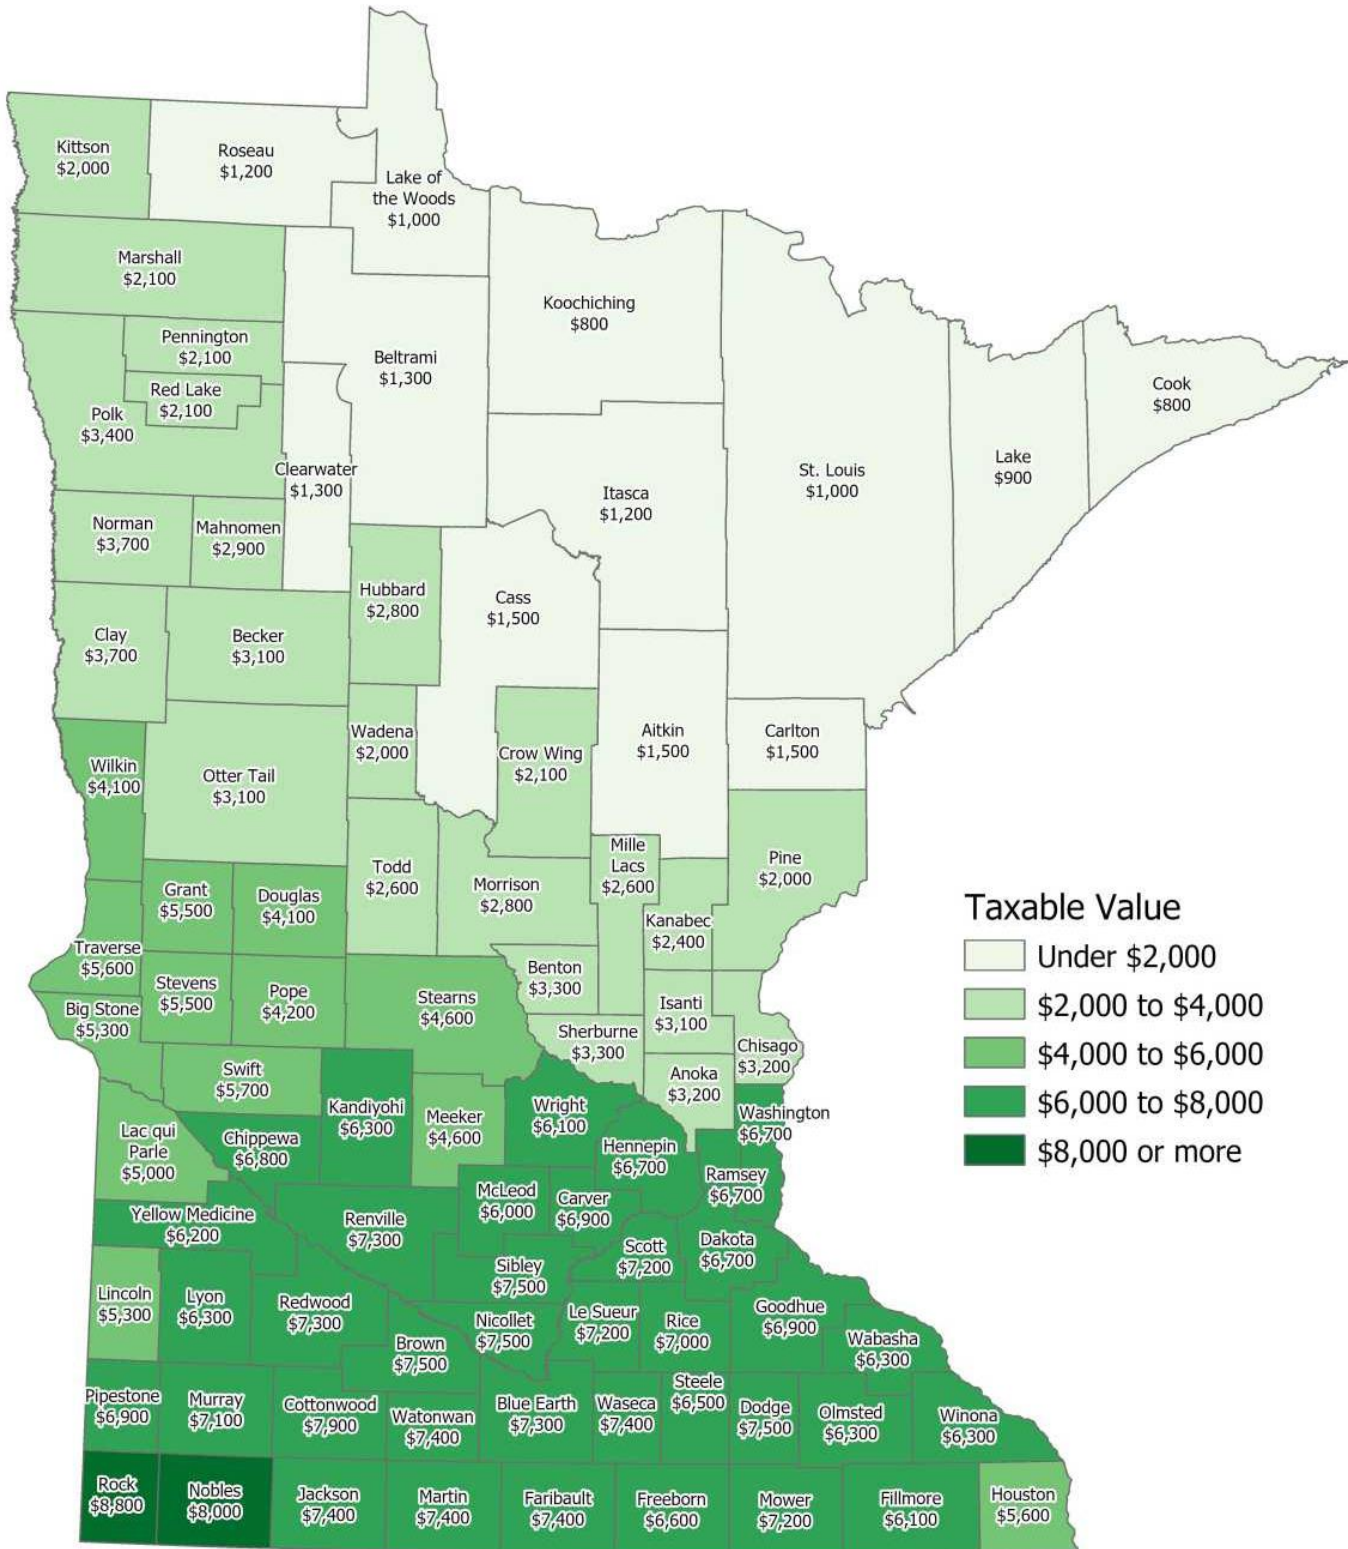 Kittson
$2,000
Roseau
$1,200
Lake of
the Woods
$1,000
Marshall
$2,100
Koochiching
$800
Pennington
$2,100
Beltrami
$1,300
Red Lake
$2,100
Cook
$800
Polk
$3,400
Lake
$900
Clearwater
$1,300
St. Louis
$1,000
Itasca
$1,200
Norman
$3,700
Mahnomen
$2,900
Hubbard
$2,800
Cass
$1,500
Clay
$3,700
Becker
$3,100
Wadena
$2,000
Aitkin
$1,500
Carlton
$1,500
Crow Wing
$2,100
Wilkin
$4,100
Otter Tail
$3,100
Mille
Lacs
$2,600
Pine
$2,000
Todd
$2,600
Morrison
$2,800
Grant
$5,500
Douglas
$4,100
Kanabec
$2,400
Traverse
$5,600
Benton
$3,300
Stevens
$5,500
Pope
$4,200
Stearns
$4,600
Big Stone
$5,300
Isanti
$3,100
Sherburne
$3,300
Chisago
$3,200
Swift
$5,700
Anoka
$3,200
Kandiyohi
$6,300
Meeker
$4,600
Wright
$6,100
Washington
$6,700
Lac qui
Parle
$5,000
Chippewa
$6,800
Hennepin
$6,700
Ramsey
$6,700
McLeod
$6,000
Carver
$6,900
Yellow Medicine
$6,200
Renville
$7,300
Scott
$7,200
Dakota
$6,700
Sibley
$7,500
Lincoln
$5,300
Lyon
$6,300
Redwood
$7,300
Nicollet
$7,500
Le Sueur
$7,200
Rice
$7,000
Goodhue
$6,900
Brown
$7,500
Wabasha
$6,300
Pipestone
$6,900
Murray
$7,100
Cottonwood
$7,900
Watonwan
$7,400
Blue Earth
$7,300
Waseca
$7,400
Steele
$6,500
Dodge
$7,500
Olmsted
$6,300
Winona
$6,300
Rock
$8,800
Nobles
$8,000
Jackson
$7,400
Martin
$7,400
Faribault
$7,400
Freeborn
$6,600
Mower
$7,200
Fillmore
$6,100
Houston
$5,600
Taxable Value
Under $2,000
$2,000 to $4,000
$4,000 to $6,000
$6,000 to $8,000
$8,000 or more